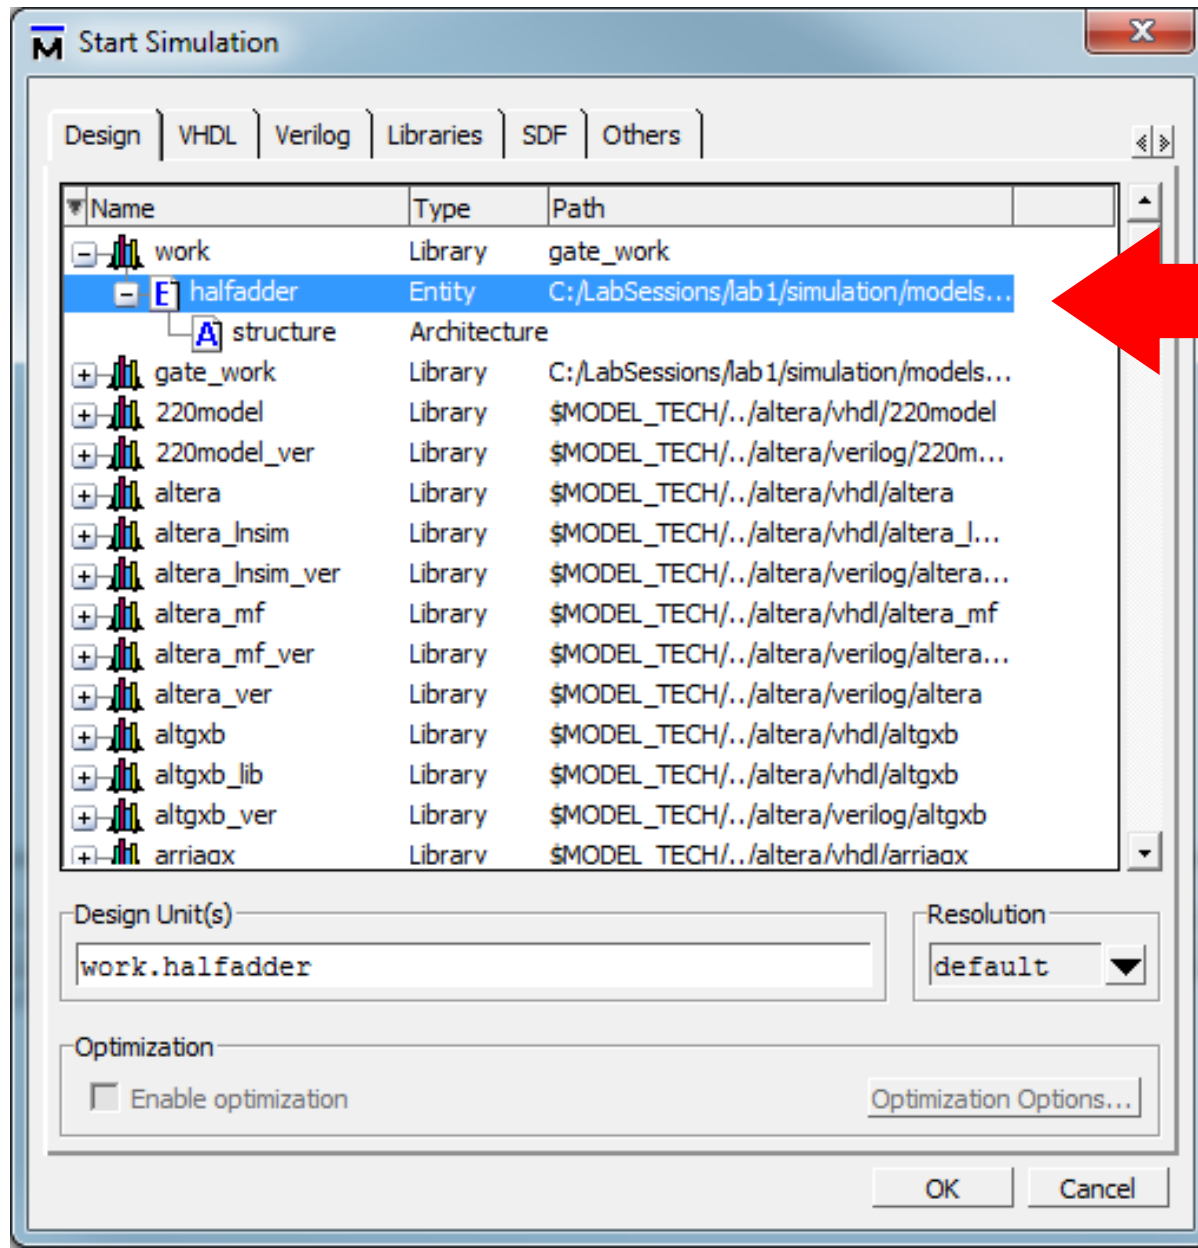 Start Simulation
Design VHDL Verilog Libraries SDF Others
Name Type Path
work Library gate_work
E halfadder Entity C:/LabSessions/lab1/simulation/models...
A structure Architecture
gate_work Library C:/LabSessions/lab1/simulation/models...
220model Library $MODEL_TECH/../altera/vhdl/220model
220model_ver Library $MODEL_TECH/../altera/verilog/220m...
altera Library $MODEL_TECH/../altera/vhdl/altera
altera_lnsim Library $MODEL_TECH/../altera/vhdl/altera_l...
altera_lnsim_ver Library $MODEL_TECH/../altera/verilog/altera...
altera_mf Library $MODEL_TECH/../altera/vhdl/altera_mf
altera_mf_ver Library $MODEL_TECH/../altera/verilog/altera...
altera_ver Library $MODEL_TECH/../altera/verilog/altera
altgxb Library $MODEL_TECH/../altera/vhdl/altgxb
altgxb_lib Library $MODEL_TECH/../altera/vhdl/altgxb
altgxb_ver Library $MODEL_TECH/../altera/verilog/altgxb
arriagx Library $MODEL_TECH/../altera/vhdl/arriagx
Design Unit(s) Resolution
work.halfadder default
Optimization
Enable optimization Optimization Options...
OK Cancel